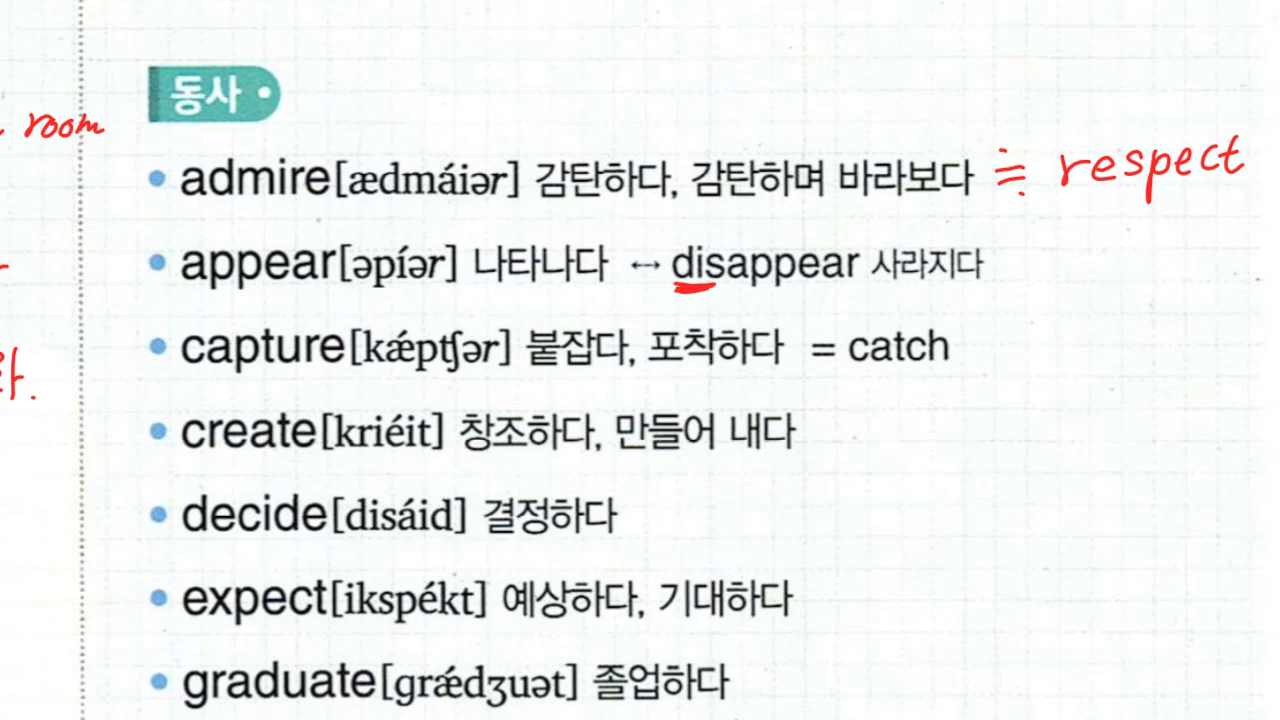 동사
room
admire[ædmáiər] 감탄하다, 감탄하며 바라보다 ≒ respect
appear[əpíər] 나타나다 ↔ disappear 사라지다
capture[kǽptʃər] 붙잡다, 포착하다 = catch
create[kriéit] 창조하다, 만들어 내다
decide[disáid] 결정하다
expect[ikspékt] 예상하다, 기대하다
graduate[grǽdʒuət] 졸업하다